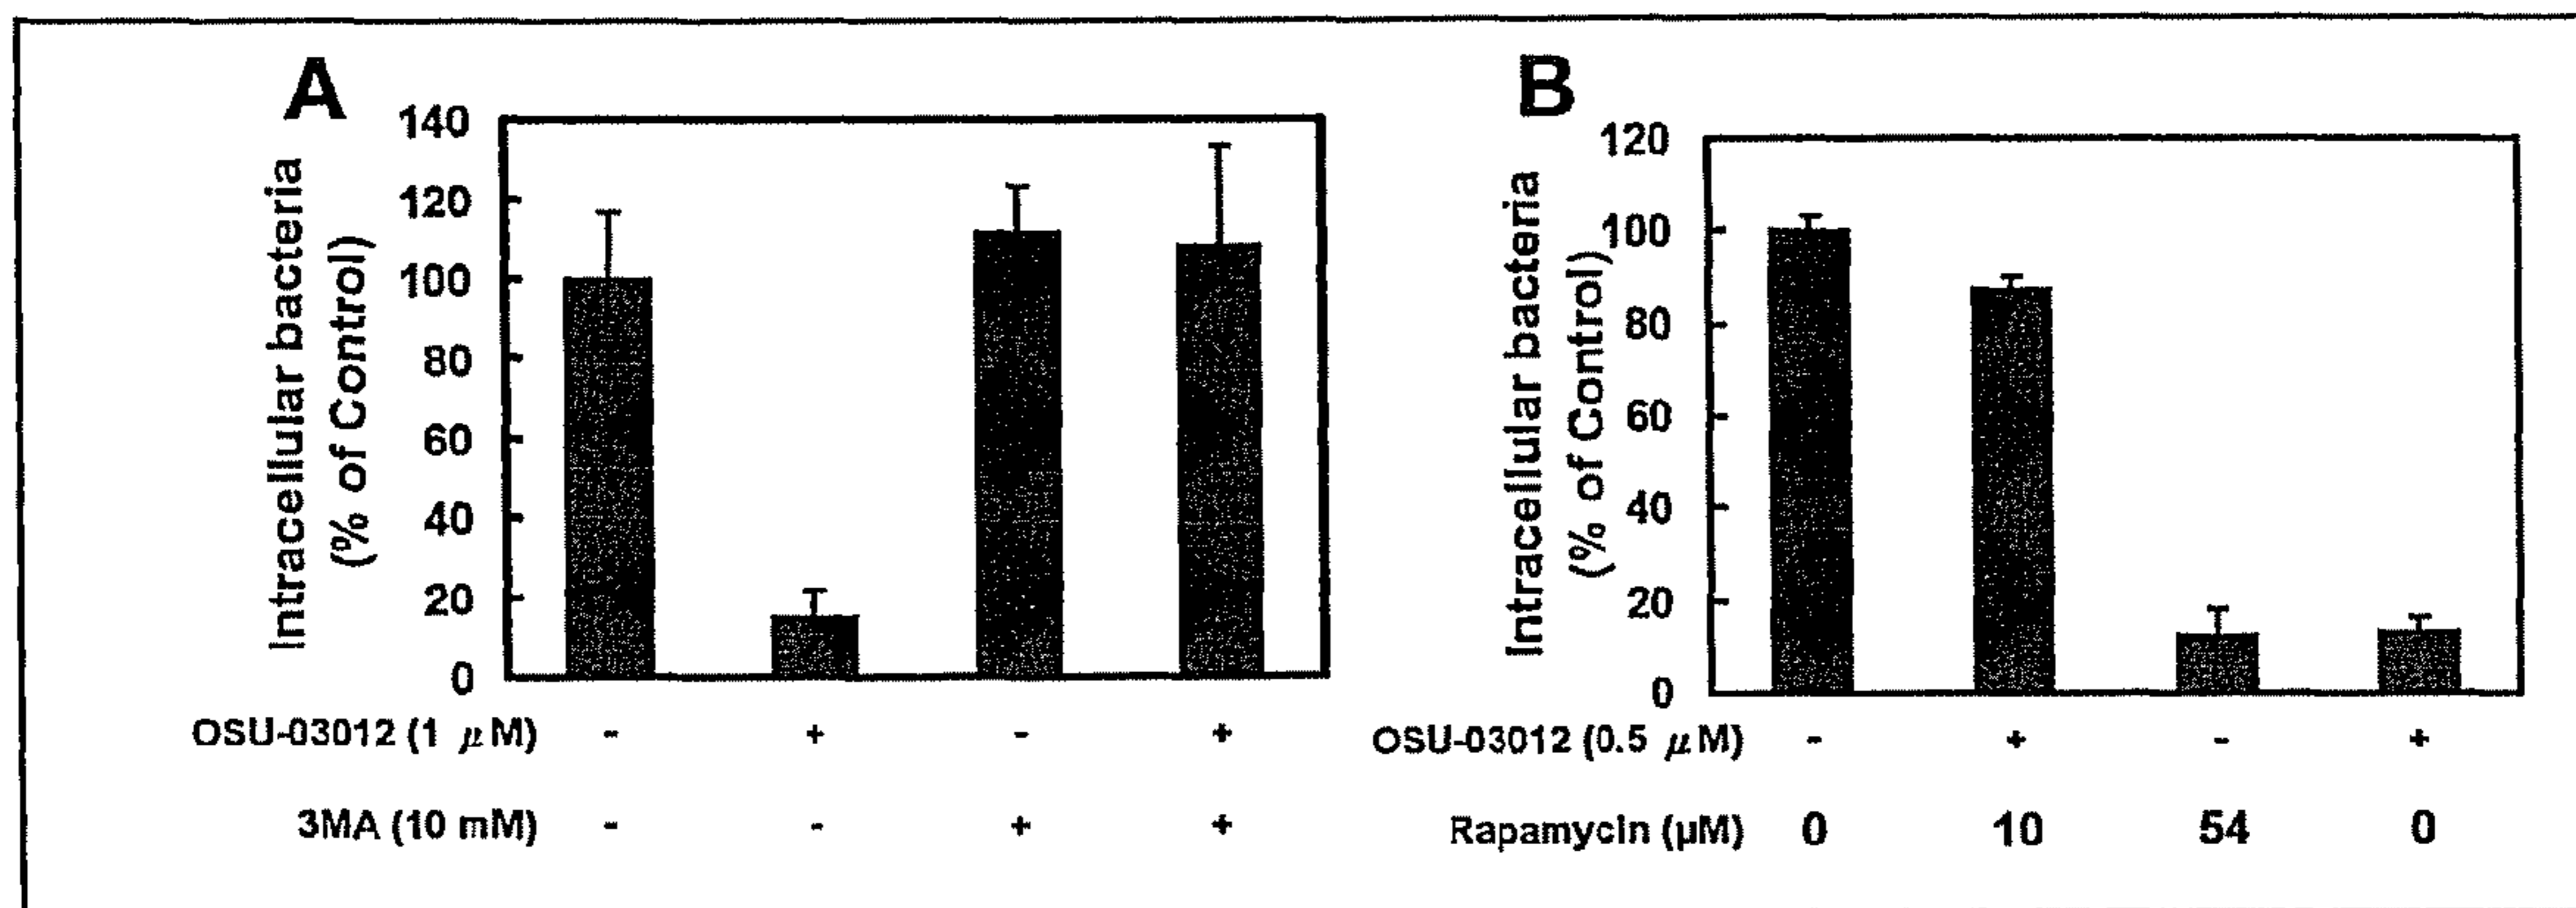 A
Intracellular bacteria
(% of Control)
140
120
100
80
60
40
20
0
OSU-03012 (1 μM) - + - +
3MA (10 mM) - - + +
B
Intracellular bacteria
(% of Control)
120
100
80
60
40
20
0
OSU-03012 (0.5 μM) - + - +
Rapamycin (μM) 0 10 54 0